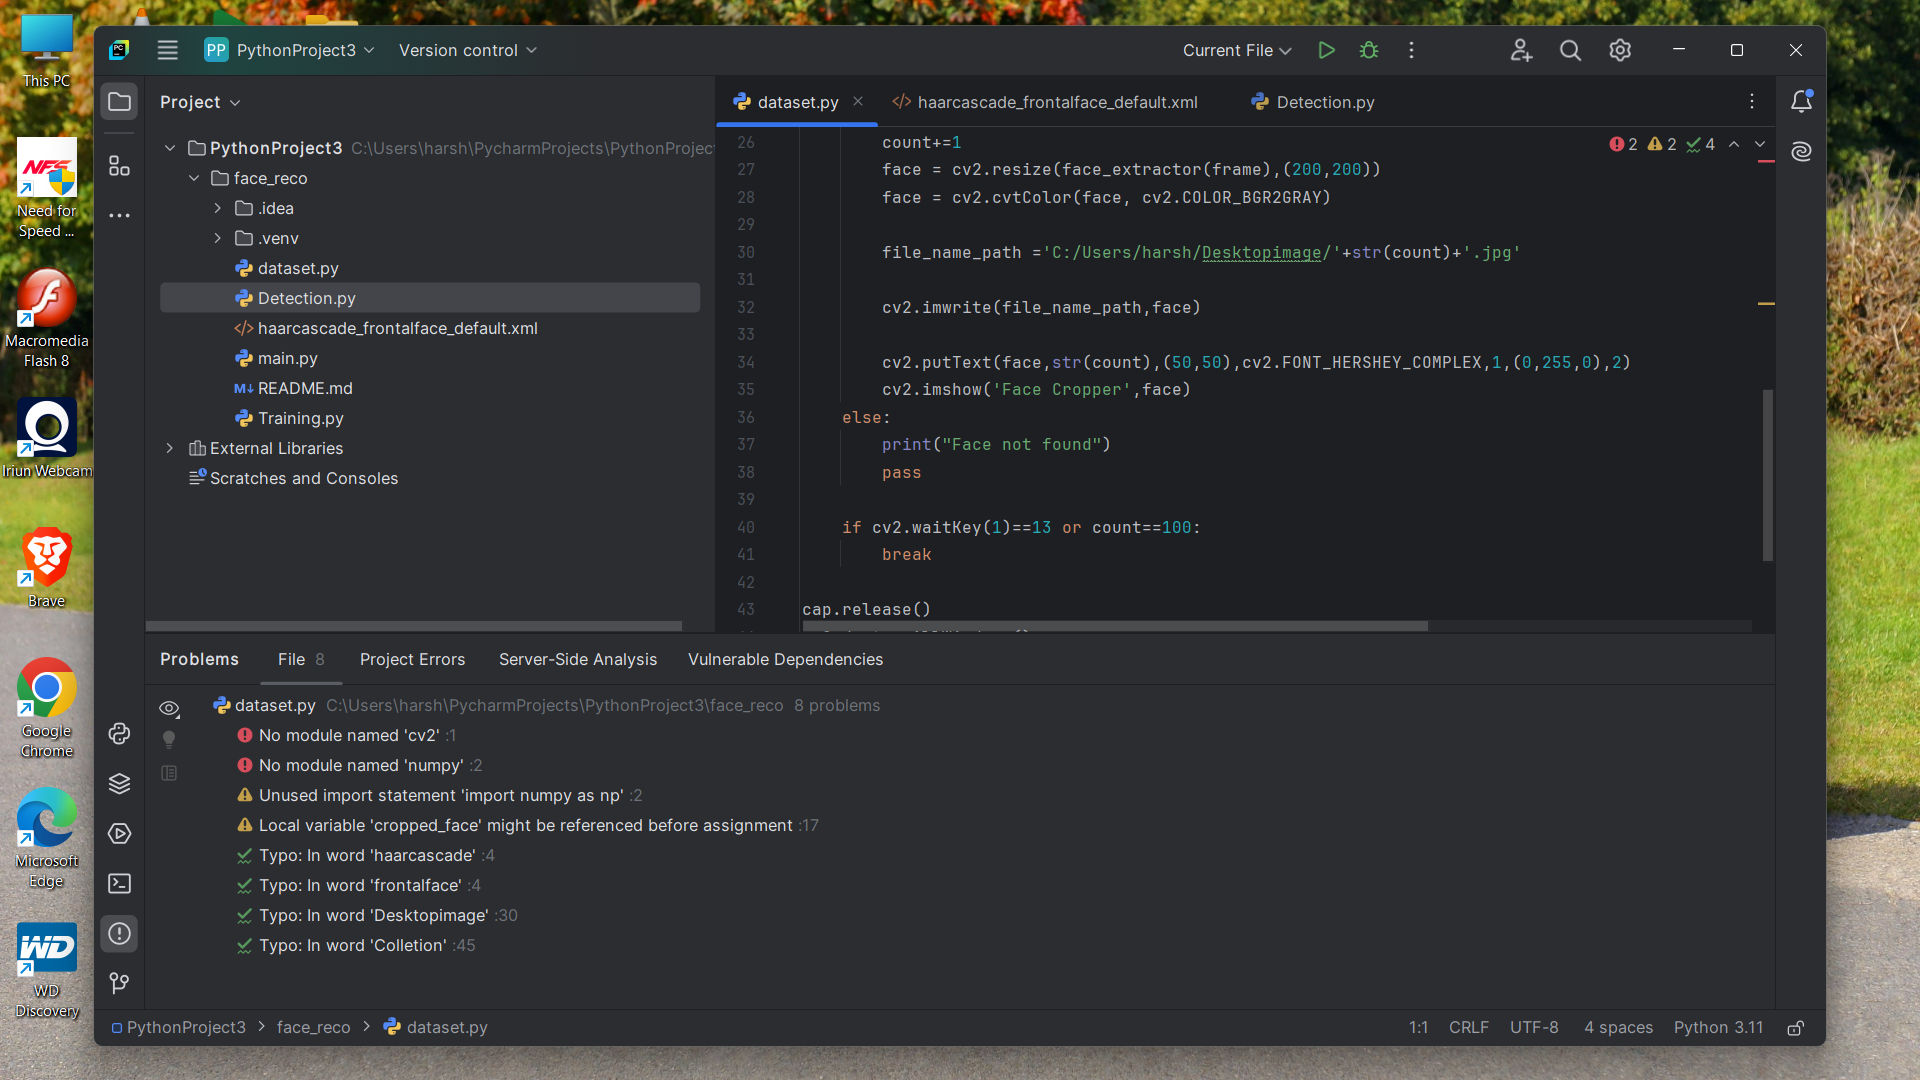 This PC
NFS
Need for
Speed ...
Macromedia
Flash 8
Iriun Webcam
Brave
Google
Chrome
Microsoft
Edge
WD
WD
Discovery
PC
PP PythonProject3
Version control
Current File
Project
PythonProject3 C:\Users\harsh\PycharmProjects\PythonProject
face_reco
.idea
.venv
dataset.py
Detection.py
haarcascade_frontalface_default.xml
main.py
M↓ README.md
Training.py
External Libraries
Scratches and Consoles
dataset.py
</> haarcascade_frontalface_default.xml
Detection.py
2 2 4
26 count+=1
27 face = cv2.resize(face_extractor(frame),(200,200))
28 face = cv2.cvtColor(face, cv2.COLOR_BGR2GRAY)
29
30 file_name_path ='C:/Users/harsh/Desktopimage/'+str(count)+'.jpg'
31
32 cv2.imwrite(file_name_path,face)
33
34 cv2.putText(face,str(count),(50,50),cv2.FONT_HERSHEY_COMPLEX,1,(0,255,0),2)
35 cv2.imshow('Face Cropper',face)
36 else:
37 print("Face not found")
38 pass
39
40 if cv2.waitKey(1)==13 or count==100:
41 break
42
43 cap.release()
Problems File 8 Project Errors Server-Side Analysis Vulnerable Dependencies
dataset.py C:\Users\harsh\PycharmProjects\PythonProject3\face_reco 8 problems
No module named 'cv2' :1
No module named 'numpy' :2
Unused import statement 'import numpy as np' :2
Local variable 'cropped_face' might be referenced before assignment :17
Typo: In word 'haarcascade' :4
Typo: In word 'frontalface' :4
Typo: In word 'Desktopimage' :30
Typo: In word 'Colletion' :45
PythonProject3 > face_reco > dataset.py
1:1 CRLF UTF-8 4 spaces Python 3.11